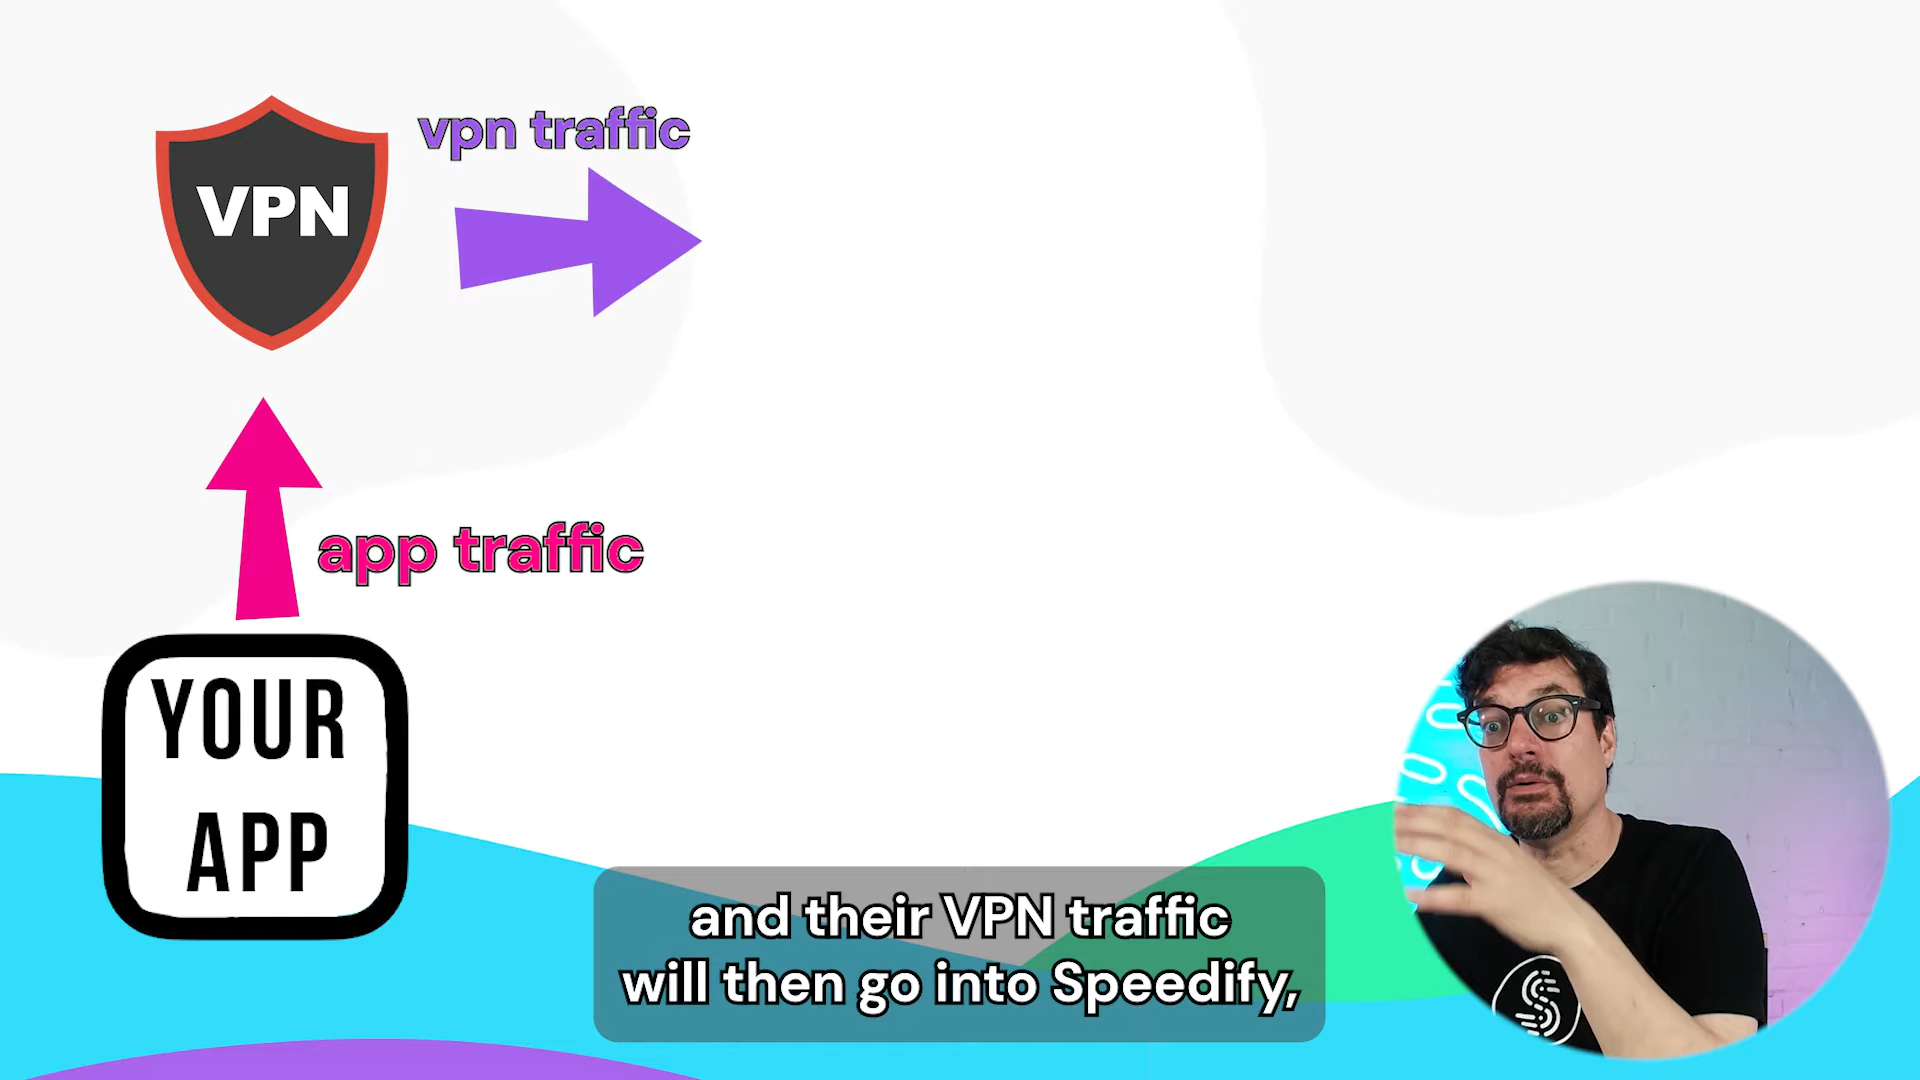 VPN
vpn traffic
app traffic
YOUR
APP
and their VPN traffic
will then go into Speedify,